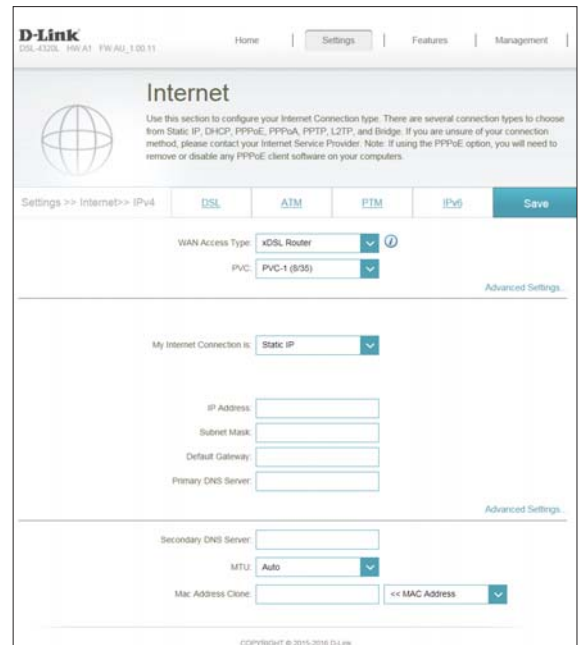 D-Link
DSL-4320L HW:A1 FW:AU_1.00.11
Home | Settings | Features | Management |
Internet
Use this section to configure your Internet Connection type. There are several connection types to choose
from Static IP, DHCP, PPPoE, PPPoA, PPTP, L2TP, and Bridge. If you are unsure of your connection
method, please contact your Internet Service Provider. Note: If using the PPPoE option, you will need to
remove or disable any PPPoE client software on your computers.
Settings >> Internet>> IPv4 DSL ATM PTM IPv6 Save
WAN Access Type: xDSL Router
PVC: PVC-1 (8/35)
Advanced Settings...
My Internet Connection is: Static IP
IP Address:
Subnet Mask:
Default Gateway:
Primary DNS Server:
Advanced Settings...
Secondary DNS Server:
MTU: Auto
Mac Address Clone: << MAC Address
COPYRIGHT © 2015-2016 D-Link